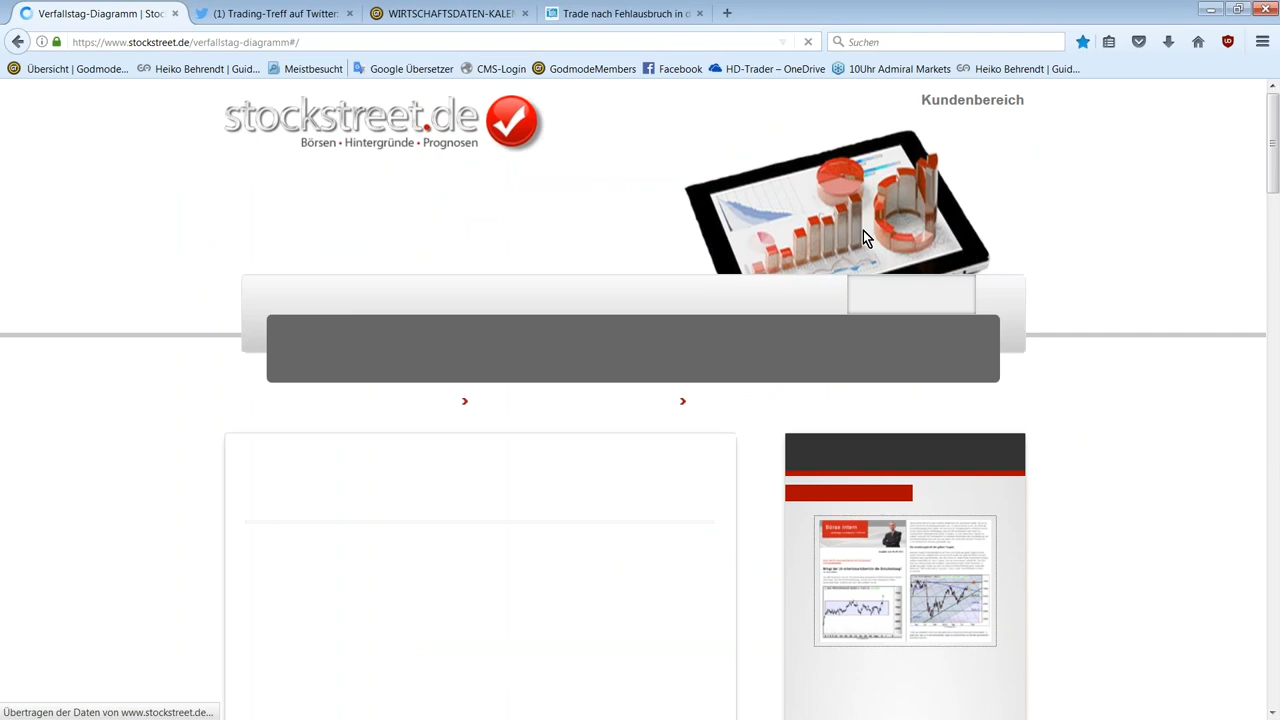 Verfallstag-Diagramm | Stoc
(1) Trading-Treff auf Twitter:
WIRTSCHAFTSDATEN-KALEN
Trade nach Fehlausbruch in d
https://www.stockstreet.de/verfallstag-diagramm#/
Suchen
Übersicht | Godmode...
Heiko Behrendt | Guid...
Meistbesucht
Google Übersetzer
CMS-Login
GodmodeMembers
Facebook
HD-Trader – OneDrive
10Uhr Admiral Markets
Heiko Behrendt | Guid...
Kundenbereich
stockstreet.de
Börsen • Hintergründe • Prognosen
Börse Intern
Übertragen der Daten von www.stockstreet.de...